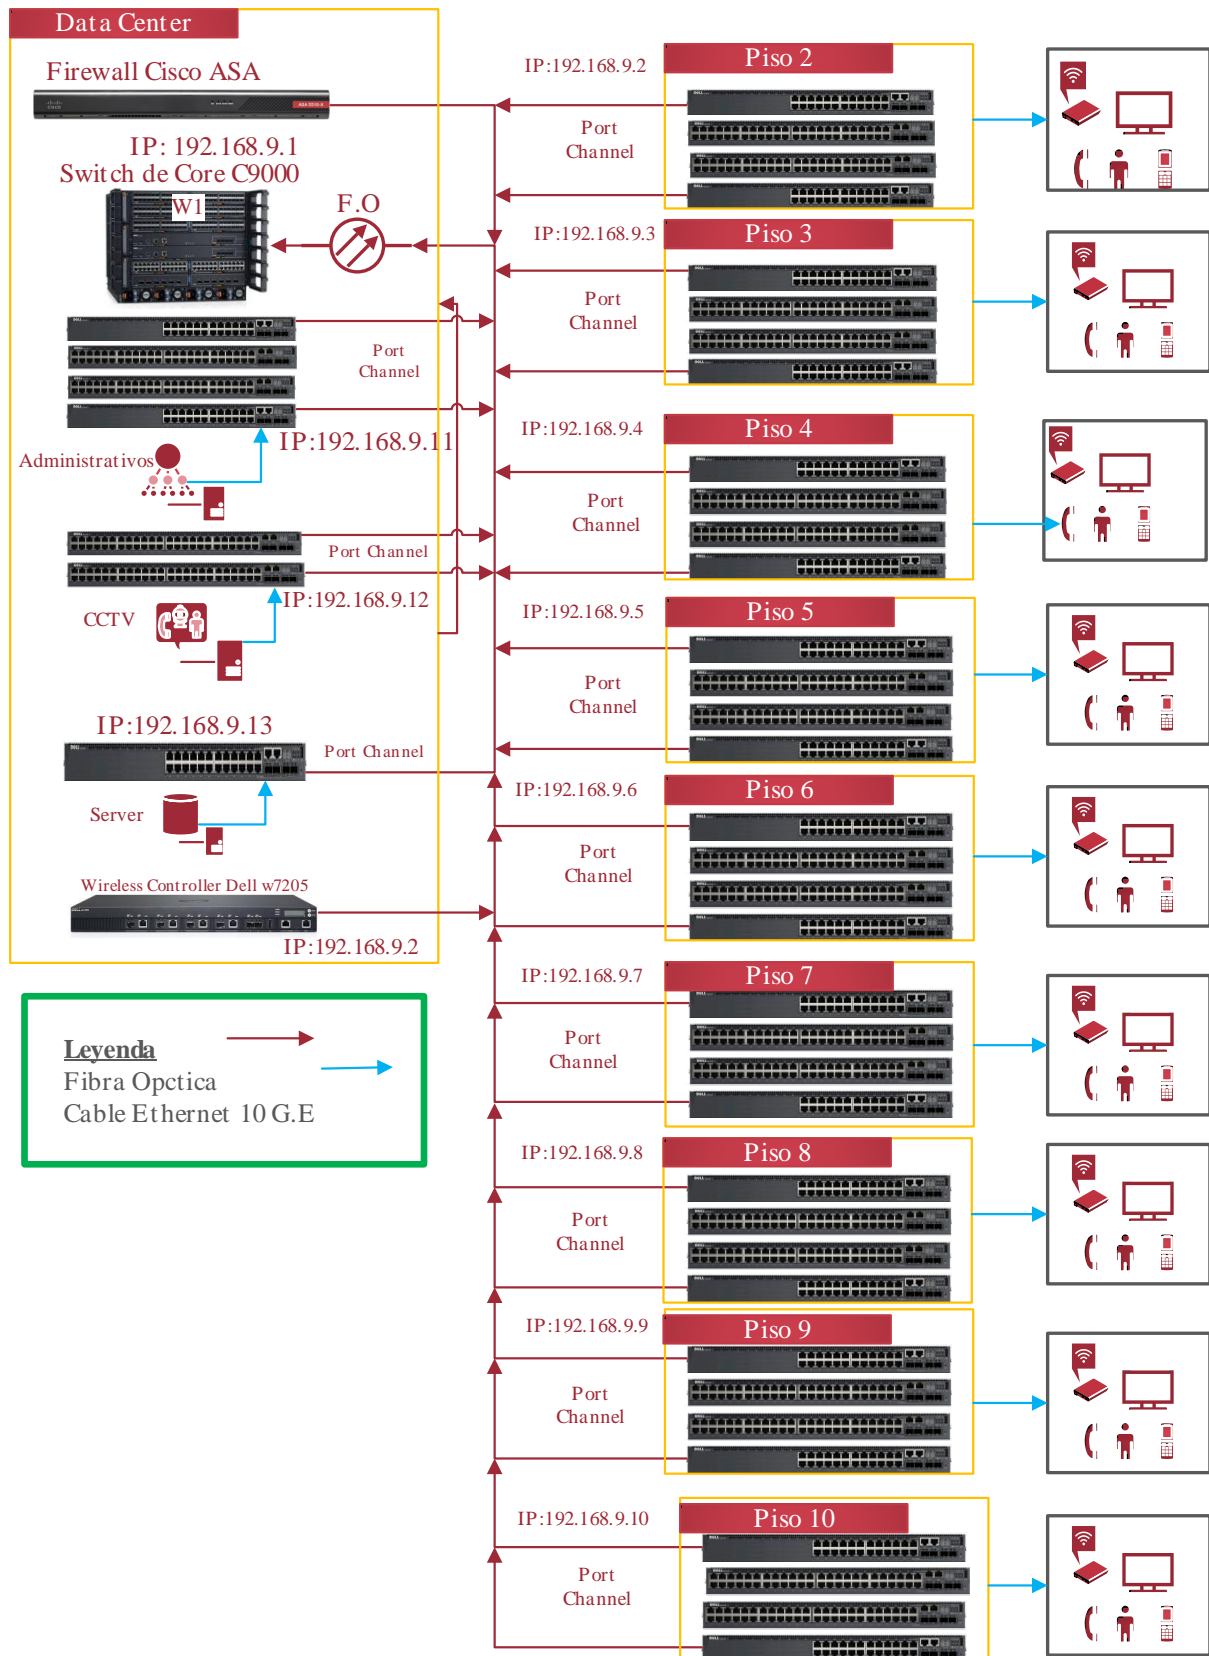 Data Center
Firewall Cisco ASA
IP: 192.168.9.1
Switch de Core C9000
W1
F.O
Port
Channel
IP:192.168.9.11
Administrativos
Port Channel
IP:192.168.9.12
CCTV
IP:192.168.9.13
Port Channel
Server
Wireless Controller Dell w7205
IP:192.168.9.2
Leyenda
Fibra Opctica
Cable Ethernet 10 G.E
IP:192.168.9.2
Piso 2
Port
Channel
IP:192.168.9.3
Piso 3
Port
Channel
IP:192.168.9.4
Piso 4
Port
Channel
IP:192.168.9.5
Piso 5
Port
Channel
IP:192.168.9.6
Piso 6
Port
Channel
IP:192.168.9.7
Piso 7
Port
Channel
IP:192.168.9.8
Piso 8
Port
Channel
IP:192.168.9.9
Piso 9
Port
Channel
IP:192.168.9.10
Piso 10
Port
Channel